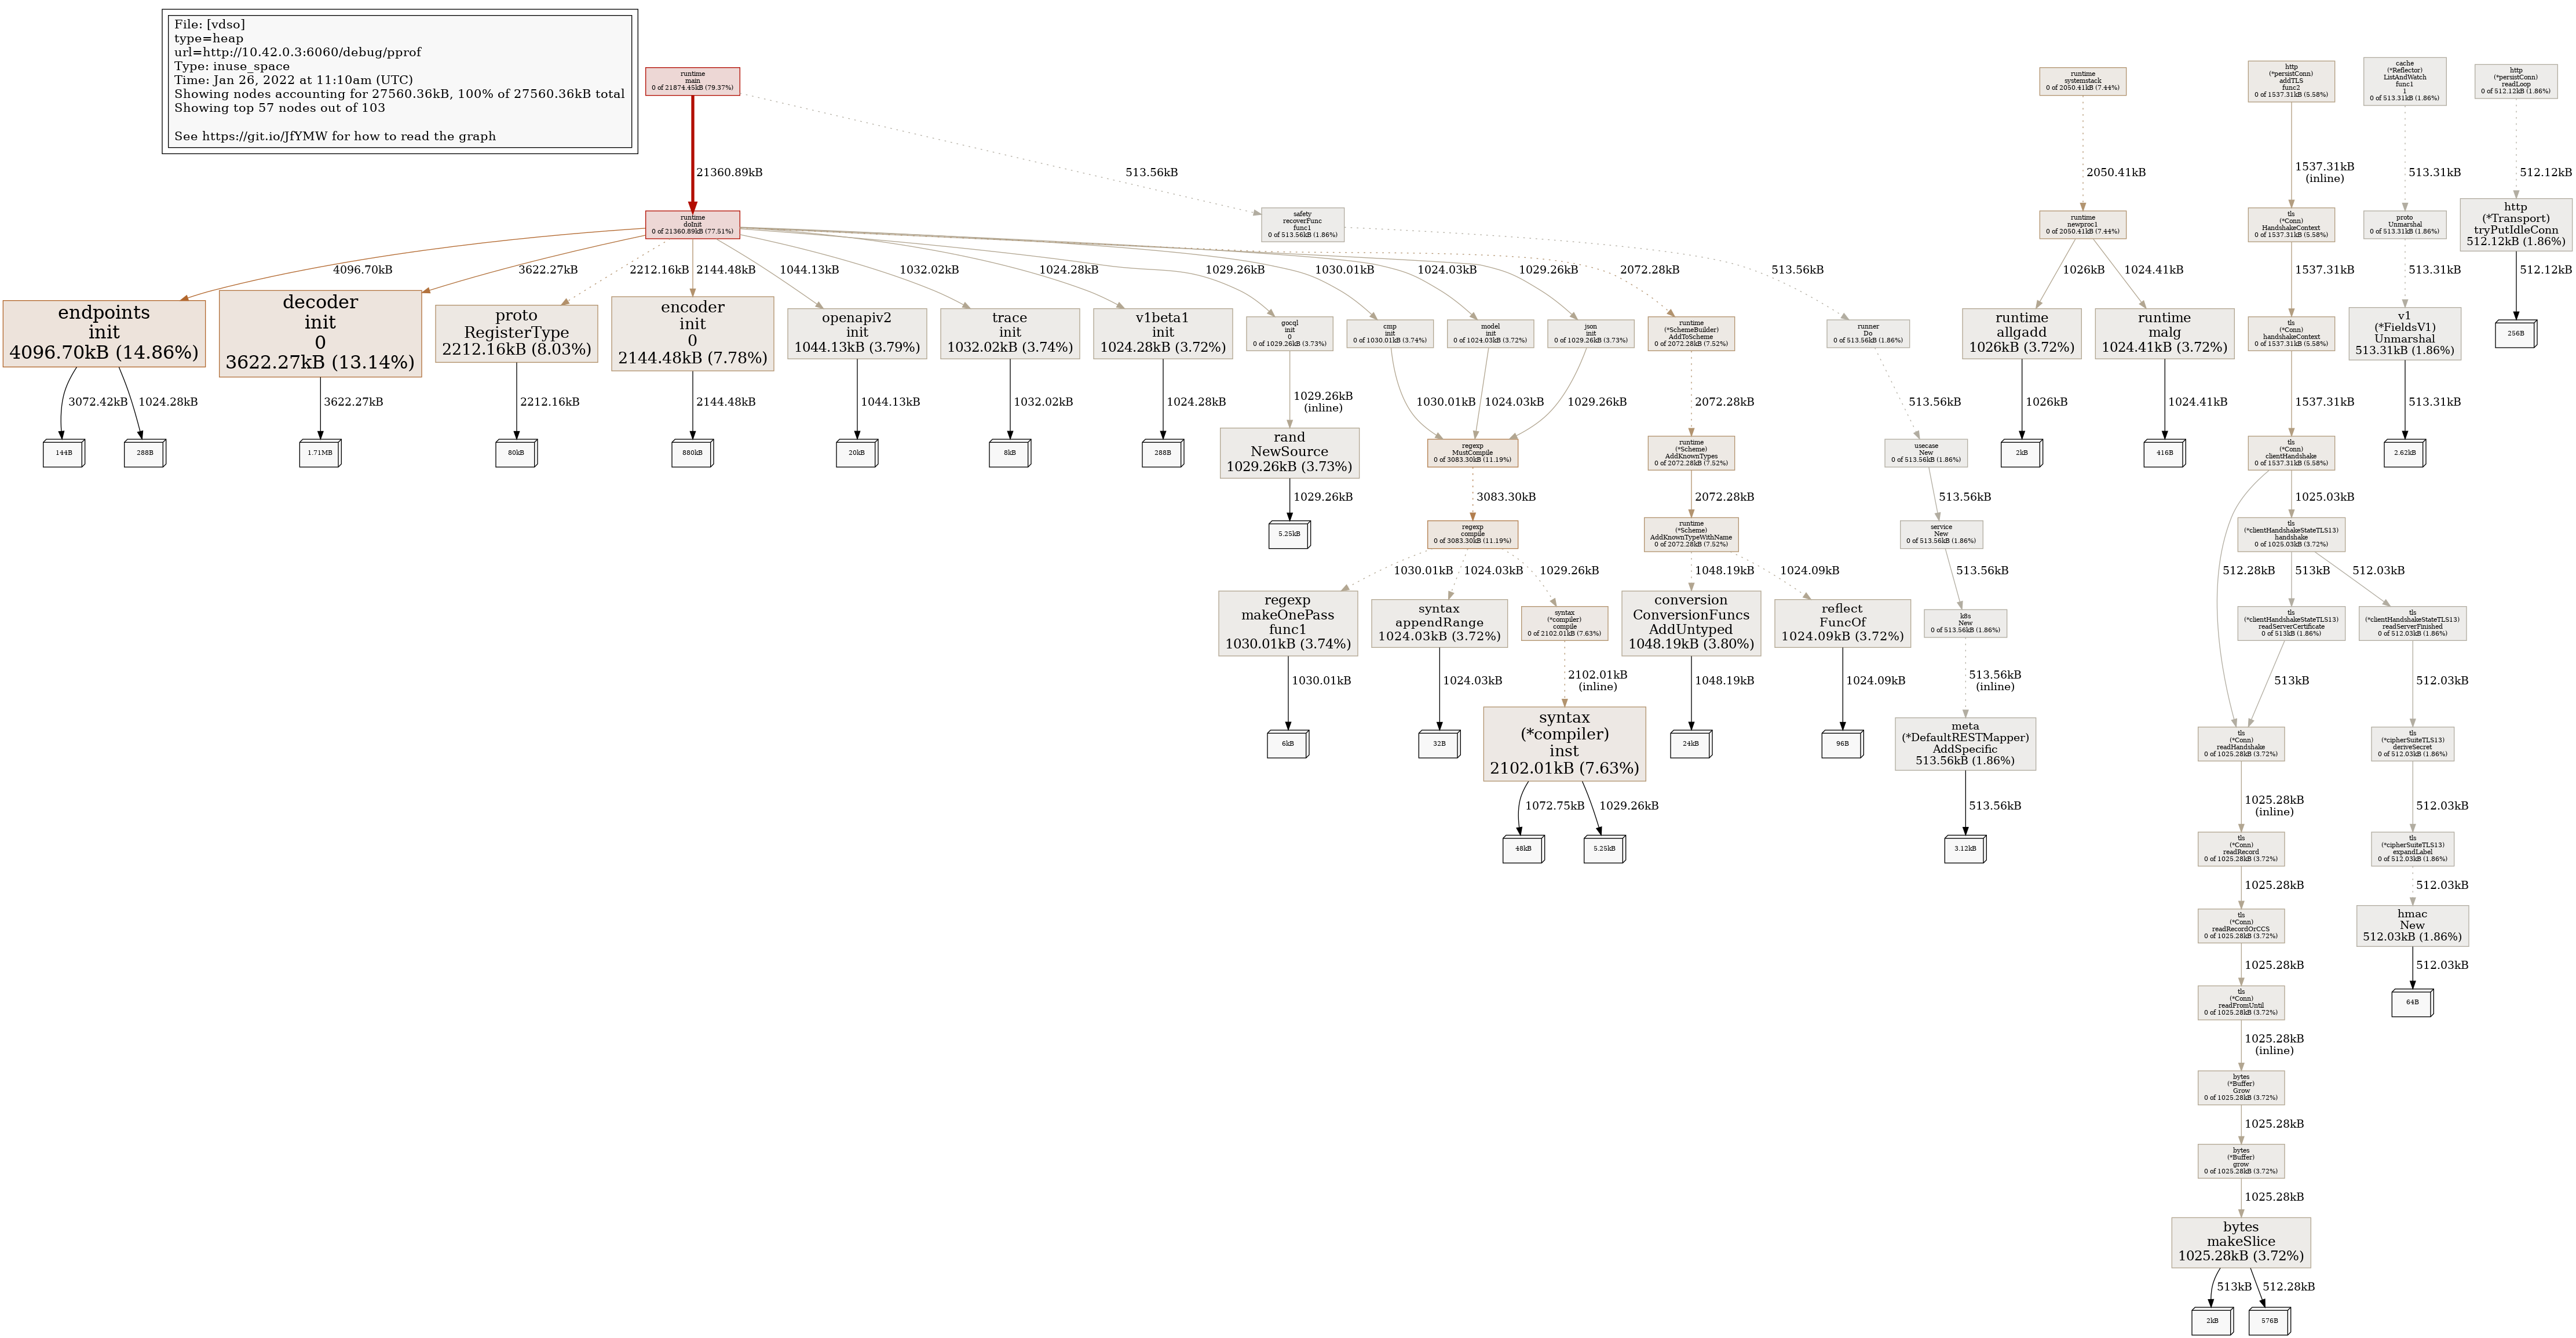 File: [vdso]
type=heap
url=http://10.42.0.3:6060/debug/pprof
Type: inuse_space
Time: Jan 26, 2022 at 11:10am (UTC)
Showing nodes accounting for 27560.36kB, 100% of 27560.36kB total
Showing top 57 nodes out of 103
See https://git.io/JfYMW for how to read the graph
runtime
main
0 of 21874.45kB (79.37%)
runtime
systemstack
0 of 2050.41kB (7.44%)
http
(*persistConn)
addTLS
func2
0 of 1537.31kB (5.58%)
cache
(*Reflector)
ListAndWatch
func1
1
0 of 513.31kB (1.86%)
http
(*persistConn)
readLoop
0 of 512.12kB (1.86%)
21360.89kB
513.56kB
2050.41kB
1537.31kB
(inline)
513.31kB
512.12kB
runtime
doInit
0 of 21360.89kB (77.51%)
safety
recoverFunc
func1
0 of 513.56kB (1.86%)
runtime
newproc1
0 of 2050.41kB (7.44%)
tls
(*Conn)
HandshakeContext
0 of 1537.31kB (5.58%)
proto
Unmarshal
0 of 513.31kB (1.86%)
http
(*Transport)
tryPutIdleConn
512.12kB (1.86%)
4096.70kB
3622.27kB
2212.16kB
2144.48kB
1044.13kB
1032.02kB
1024.28kB
1029.26kB
1030.01kB
1024.03kB
1029.26kB
2072.28kB
513.56kB
1026kB
1024.41kB
1537.31kB
513.31kB
512.12kB
endpoints
init
4096.70kB (14.86%)
decoder
init
0
3622.27kB (13.14%)
proto
RegisterType
2212.16kB (8.03%)
encoder
init
0
2144.48kB (7.78%)
openapiv2
init
1044.13kB (3.79%)
trace
init
1032.02kB (3.74%)
v1beta1
init
1024.28kB (3.72%)
gocql
init
0
0 of 1029.26kB (3.73%)
cmp
init
0 of 1030.01kB (3.74%)
model
init
0 of 1024.03kB (3.72%)
json
init
0 of 1029.26kB (3.73%)
runtime
(*SchemeBuilder)
AddToScheme
0 of 2072.28kB (7.52%)
runner
Do
0 of 513.56kB (1.86%)
runtime
allgadd
1026kB (3.72%)
runtime
malg
1024.41kB (3.72%)
tls
(*Conn)
handshakeContext
0 of 1537.31kB (5.58%)
v1
(*FieldsV1)
Unmarshal
513.31kB (1.86%)
256B
3072.42kB
1024.28kB
3622.27kB
2212.16kB
2144.48kB
1044.13kB
1032.02kB
1024.28kB
1029.26kB
(inline)
1030.01kB
1024.03kB
1029.26kB
2072.28kB
513.56kB
1026kB
1024.41kB
1537.31kB
513.31kB
144B
288B
1.71MB
80kB
880kB
20kB
8kB
288B
rand
NewSource
1029.26kB (3.73%)
regexp
MustCompile
0 of 3083.30kB (11.19%)
runtime
(*Scheme)
AddKnownTypes
0 of 2072.28kB (7.52%)
usecase
New
0 of 513.56kB (1.86%)
2kB
416B
tls
(*Conn)
clientHandshake
0 of 1537.31kB (5.58%)
2.62kB
1029.26kB
3083.30kB
2072.28kB
513.56kB
1025.03kB
5.25kB
regexp
compile
0 of 3083.30kB (11.19%)
runtime
(*Scheme)
AddKnownTypeWithName
0 of 2072.28kB (7.52%)
service
New
0 of 513.56kB (1.86%)
tls
(*clientHandshakeStateTLS13)
handshake
0 of 1025.03kB (3.72%)
1030.01kB
1024.03kB
1029.26kB
1048.19kB
1024.09kB
513.56kB
512.28kB
513kB
512.03kB
regexp
makeOnePass
func1
1030.01kB (3.74%)
syntax
appendRange
1024.03kB (3.72%)
syntax
(*compiler)
compile
0 of 2102.01kB (7.63%)
conversion
ConversionFuncs
AddUntyped
1048.19kB (3.80%)
reflect
FuncOf
1024.09kB (3.72%)
k8s
New
0 of 513.56kB (1.86%)
tls
(*clientHandshakeStateTLS13)
readServerCertificate
0 of 513kB (1.86%)
tls
(*clientHandshakeStateTLS13)
readServerFinished
0 of 512.03kB (1.86%)
1030.01kB
1024.03kB
2102.01kB
(inline)
1048.19kB
1024.09kB
513.56kB
(inline)
513kB
512.03kB
6kB
32B
syntax
(*compiler)
inst
2102.01kB (7.63%)
24kB
96B
meta
(*DefaultRESTMapper)
AddSpecific
513.56kB (1.86%)
tls
(*Conn)
readHandshake
0 of 1025.28kB (3.72%)
tls
(*cipherSuiteTLS13)
deriveSecret
0 of 512.03kB (1.86%)
1072.75kB
1029.26kB
513.56kB
1025.28kB
(inline)
512.03kB
48kB
5.25kB
3.12kB
tls
(*Conn)
readRecord
0 of 1025.28kB (3.72%)
tls
(*cipherSuiteTLS13)
expandLabel
0 of 512.03kB (1.86%)
1025.28kB
512.03kB
tls
(*Conn)
readRecordOrCCS
0 of 1025.28kB (3.72%)
hmac
New
512.03kB (1.86%)
1025.28kB
512.03kB
tls
(*Conn)
readFromUntil
0 of 1025.28kB (3.72%)
64B
1025.28kB
(inline)
bytes
(*Buffer)
Grow
0 of 1025.28kB (3.72%)
1025.28kB
bytes
(*Buffer)
grow
0 of 1025.28kB (3.72%)
1025.28kB
bytes
makeSlice
1025.28kB (3.72%)
513kB
512.28kB
2kB
576B